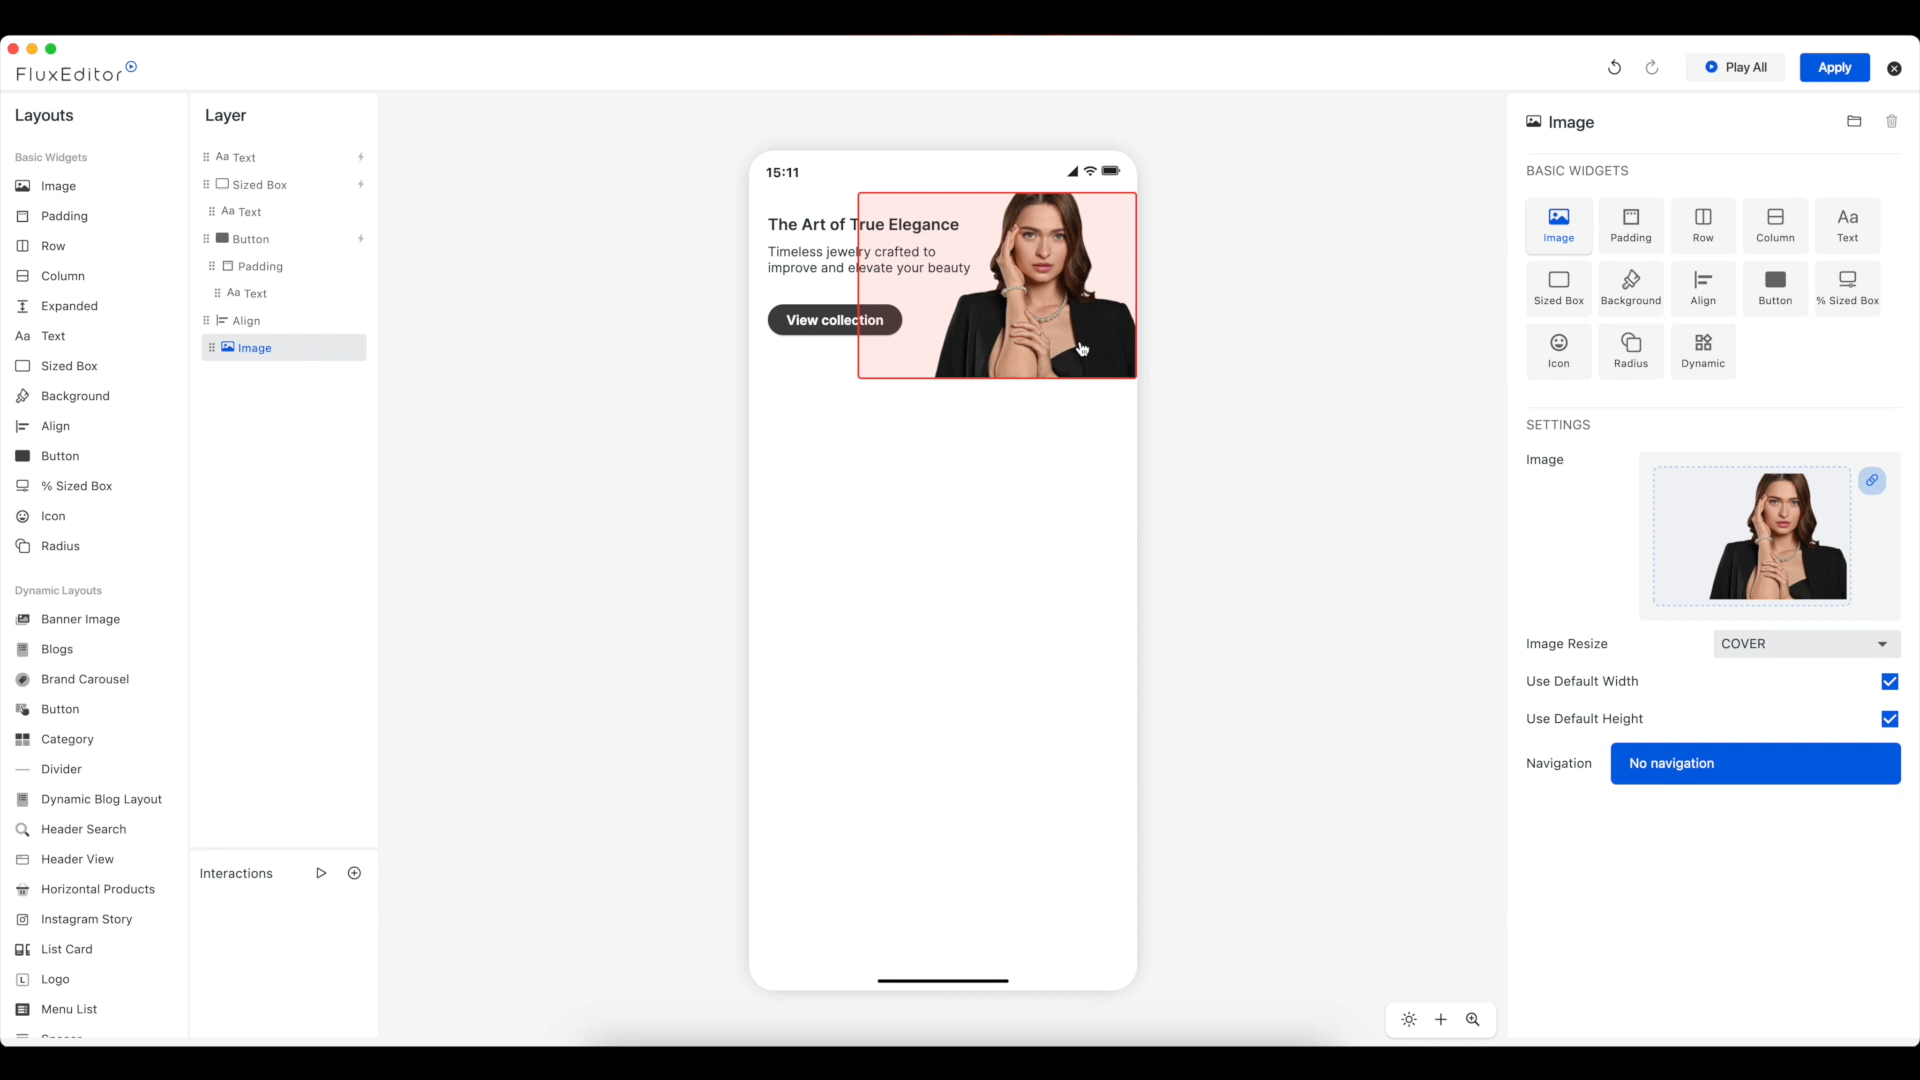 FluxEditor
Play All
Apply
Layouts
Basic Widgets
Image
Padding
Row
Column
Expanded
Aa Text
Sized Box
Background
Align
Button
% Sized Box
Icon
Radius
Dynamic Layouts
Banner Image
Blogs
Brand Carousel
Button
Category
Divider
Dynamic Blog Layout
Header Search
Header View
Horizontal Products
Instagram Story
List Card
L Logo
Menu List
Layer
Aa Text
Sized Box
Aa Text
Button
Padding
Aa Text
Align
Image
Interactions
15:11
The Art of True Elegance
Timeless jewelry crafted to
improve and elevate your beauty
View collection
Image
BASIC WIDGETS
Image
Padding
Row
Column
Aa
Text
Sized Box
Background
Align
Button
% Sized Box
Icon
Radius
Dynamic
SETTINGS
Image
Image Resize
COVER
Use Default Width
Use Default Height
Navigation
No navigation